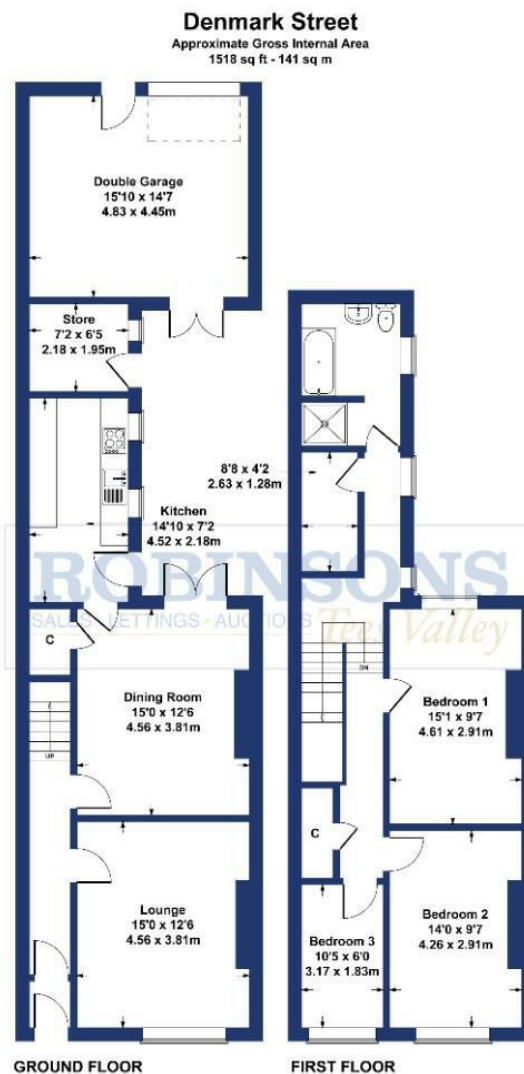 Denmark Street
Approximate Gross Internal Area
1518 sq ft - 141 sq m
Double Garage
15'10 x 14'7
4.83 x 4.45m
Store
7'2 x 6'5
2.18 x 1.95m
8'8 x 4'2
2.63 x 1.28m
Kitchen
14'10 x 7'2
4.52 x 2.18m
ROBINSONS
SALES · LETTINGS · AUCTIONS
Tees Valley
C
DN
Dining Room
15'0 x 12'6
4.56 x 3.81m
UP
Bedroom 1
15'1 x 9'7
4.61 x 2.91m
C
Lounge
15'0 x 12'6
4.56 x 3.81m
Bedroom 2
14'0 x 9'7
4.26 x 2.91m
Bedroom 3
10'5 x 6'0
3.17 x 1.83m
GROUND FLOOR
FIRST FLOOR